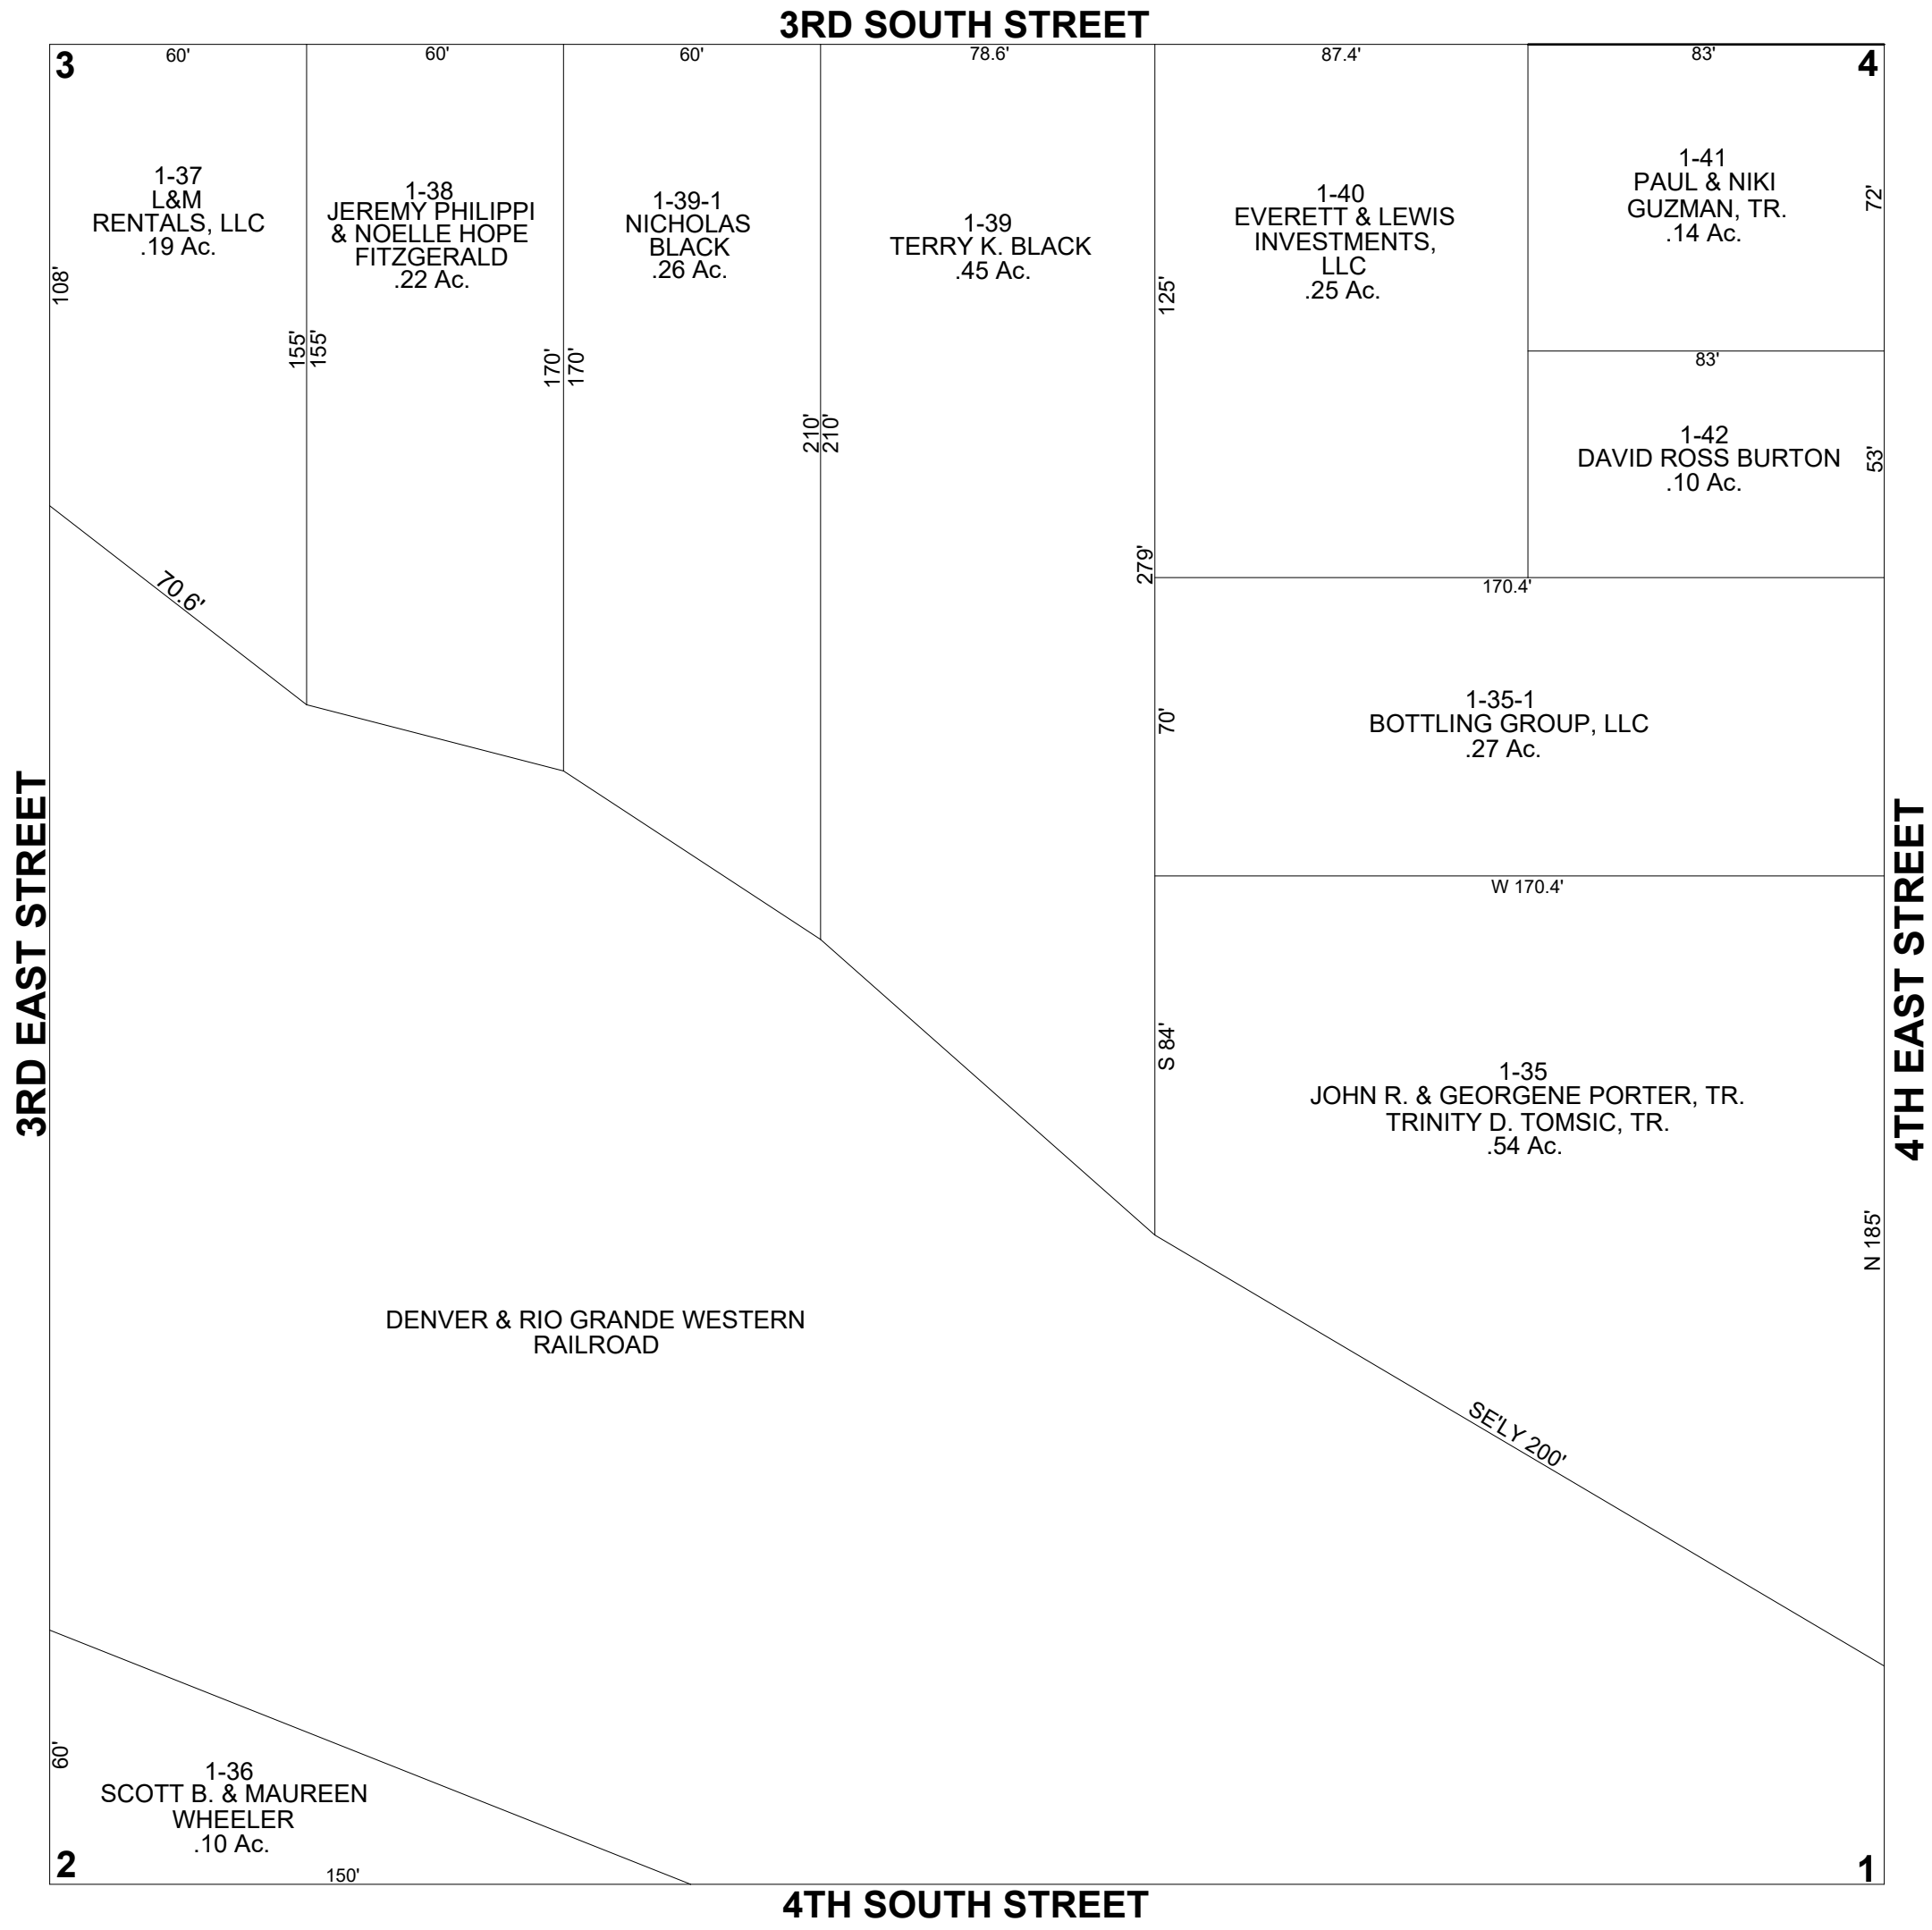 3RD SOUTH STREET
3
60'
60'
60'
78.6'
87.4'
83'
4
1-37
L&M
RENTALS, LLC
.19 Ac.
1-38
JEREMY PHILIPPI
& NOELLE HOPE
FITZGERALD
.22 Ac.
1-39-1
NICHOLAS
BLACK
.26 Ac.
1-39
TERRY K. BLACK
.45 Ac.
1-40
EVERETT & LEWIS
INVESTMENTS,
LLC
.25 Ac.
1-41
PAUL & NIKI
GUZMAN, TR.
.14 Ac.
72'
108'
155'
155'
170'
170'
210'
210'
125'
279'
83'
1-42
DAVID ROSS BURTON
.10 Ac.
53'
70.6'
170.4'
1-35-1
BOTTLING GROUP, LLC
.27 Ac.
70'
W 170.4'
3RD EAST STREET
4TH EAST STREET
S 84'
1-35
JOHN R. & GEORGENE PORTER, TR.
TRINITY D. TOMSIC, TR.
.54 Ac.
N 185'
DENVER & RIO GRANDE WESTERN
RAILROAD
SE'LY 200'
60'
1-36
SCOTT B. & MAUREEN
WHEELER
.10 Ac.
2
150'
1
4TH SOUTH STREET